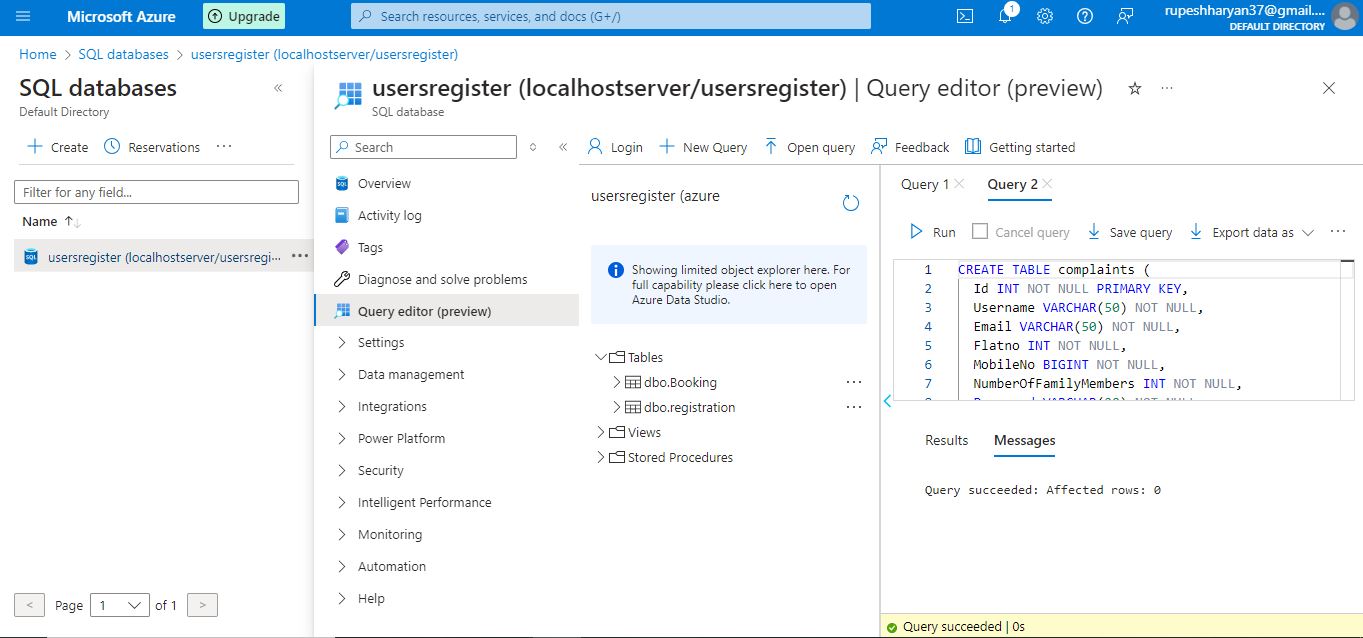 Microsoft Azure
Upgrade
Search resources, services, and docs (G+/)
1
rupeshharyan37@gmail....
DEFAULT DIRECTORY
Home > SQL databases > usersregister (localhostserver/usersregister)
SQL databases
Default Directory
Create
Reservations
Filter for any field...
Name
usersregister (localhostserver/usersregi...
< Page 1 of 1 >
usersregister (localhostserver/usersregister) | Query editor (preview)
SQL database
Search
Overview
Activity log
Tags
Diagnose and solve problems
Query editor (preview)
Settings
Data management
Integrations
Power Platform
Security
Intelligent Performance
Monitoring
Automation
Help
Login
New Query
Open query
Feedback
Getting started
usersregister (azure
Showing limited object explorer here. For
full capability please click here to open
Azure Data Studio.
Tables
dbo.Booking
dbo.registration
Views
Stored Procedures
Query 1
Query 2
Run
Cancel query
Save query
Export data as
1 CREATE TABLE complaints (
2 Id INT NOT NULL PRIMARY KEY,
3 Username VARCHAR(50) NOT NULL,
4 Email VARCHAR(50) NOT NULL,
5 Flatno INT NOT NULL,
6 MobileNo BIGINT NOT NULL,
7 NumberOfFamilyMembers INT NOT NULL,
Results
Messages
Query succeeded: Affected rows: 0
Query succeeded | 0s